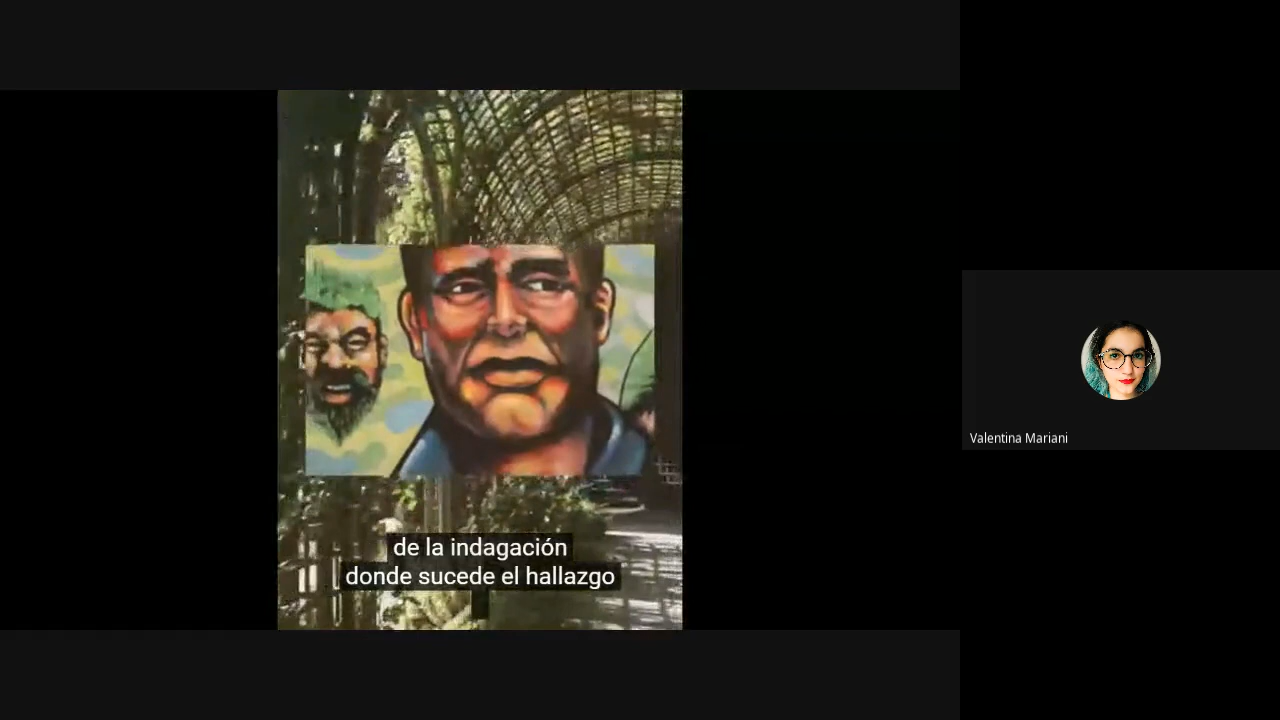 de la indagación
donde sucede el hallazgo
Valentina Mariani